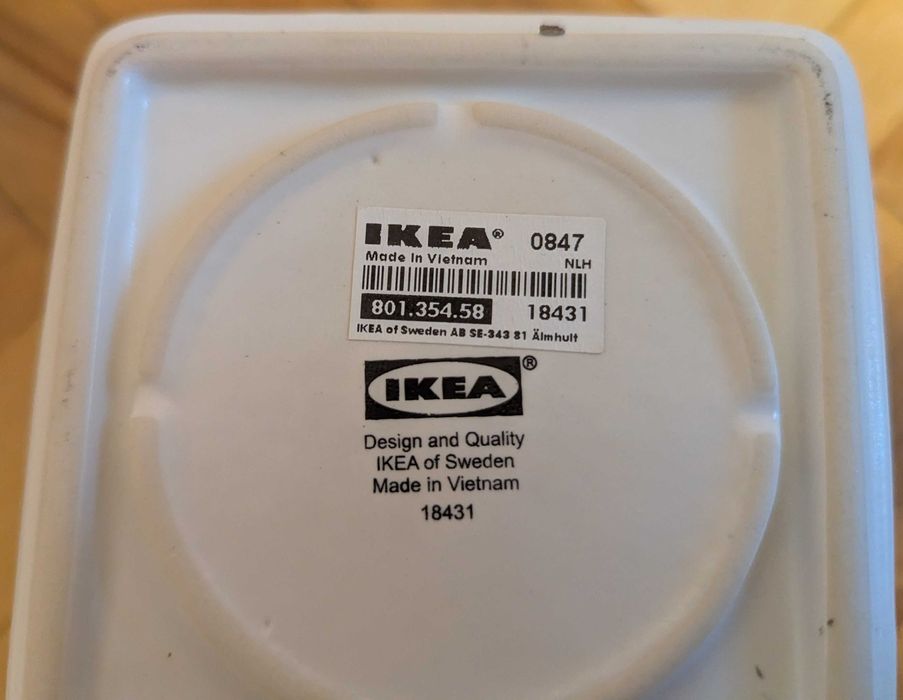 IKEA® 0847
Made in Vietnam NLH
801.354.58 18431
IKEA of Sweden AB SE-343 81 Älmhult
IKEA®
Design and Quality
IKEA of Sweden
Made in Vietnam
18431